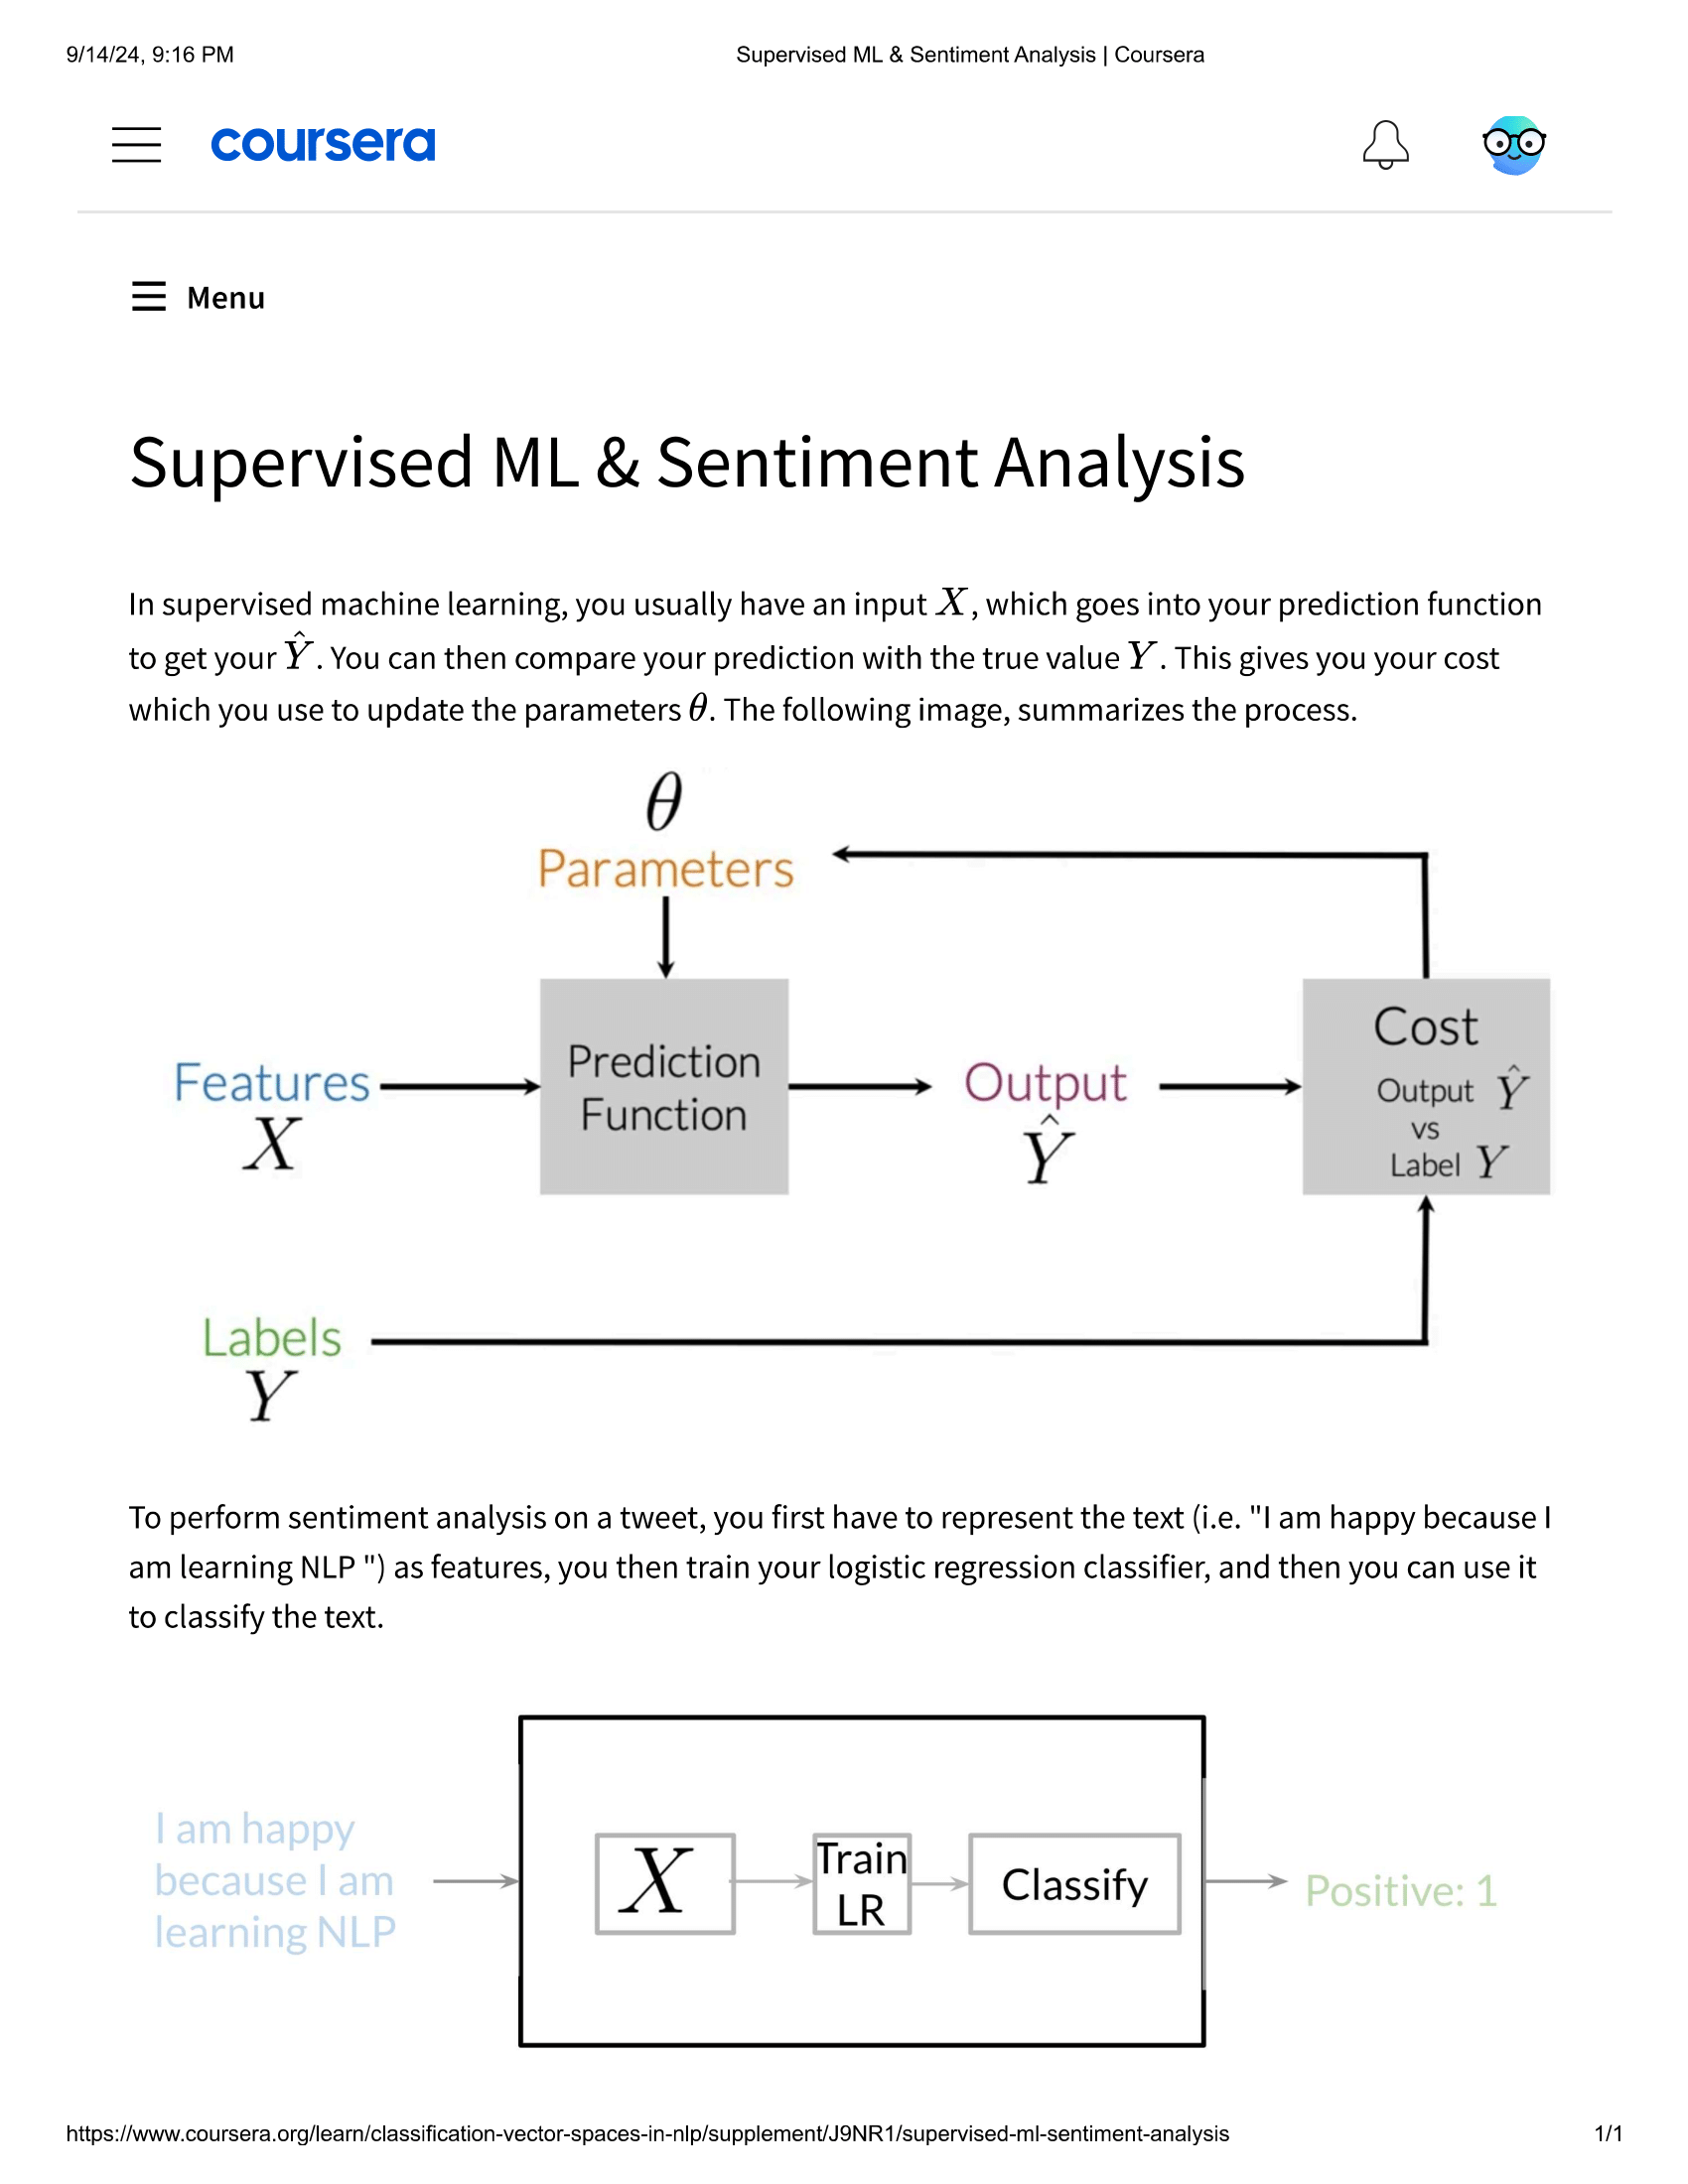 9/14/24, 9:16 PM
Supervised ML & Sentiment Analysis | Coursera
coursera
Menu
Supervised ML & Sentiment Analysis
In supervised machine learning, you usually have an input X, which goes into your prediction function
to get your Ŷ. You can then compare your prediction with the true value Y. This gives you your cost
which you use to update the parameters θ. The following image, summarizes the process.
θ
Parameters
Features
X
Prediction
Function
Output
Ŷ
Cost
Output Ŷ
vs
Label Y
Labels
Y
To perform sentiment analysis on a tweet, you first have to represent the text (i.e. "I am happy because I
am learning NLP ") as features, you then train your logistic regression classifier, and then you can use it
to classify the text.
I am happy
because I am
learning NLP
X
Train
LR
Classify
Positive: 1
https://www.coursera.org/learn/classification-vector-spaces-in-nlp/supplement/J9NR1/supervised-ml-sentiment-analysis
1/1